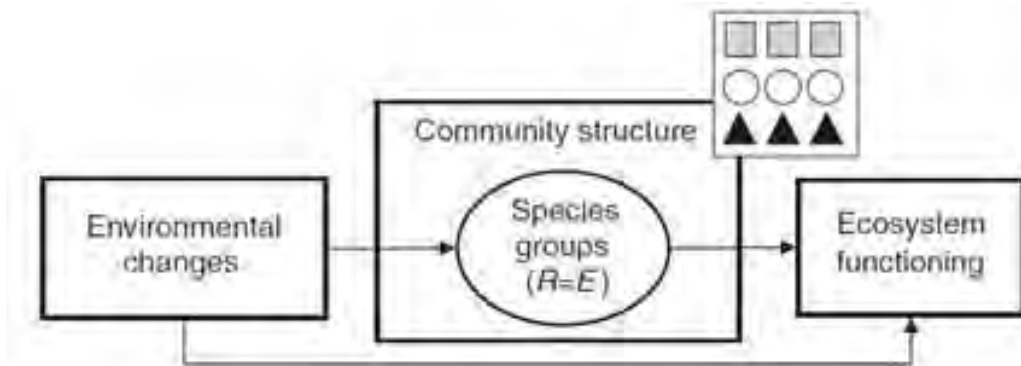 Community structure
Environmental
changes
Species
groups
(R=E)
Ecosystem
functioning